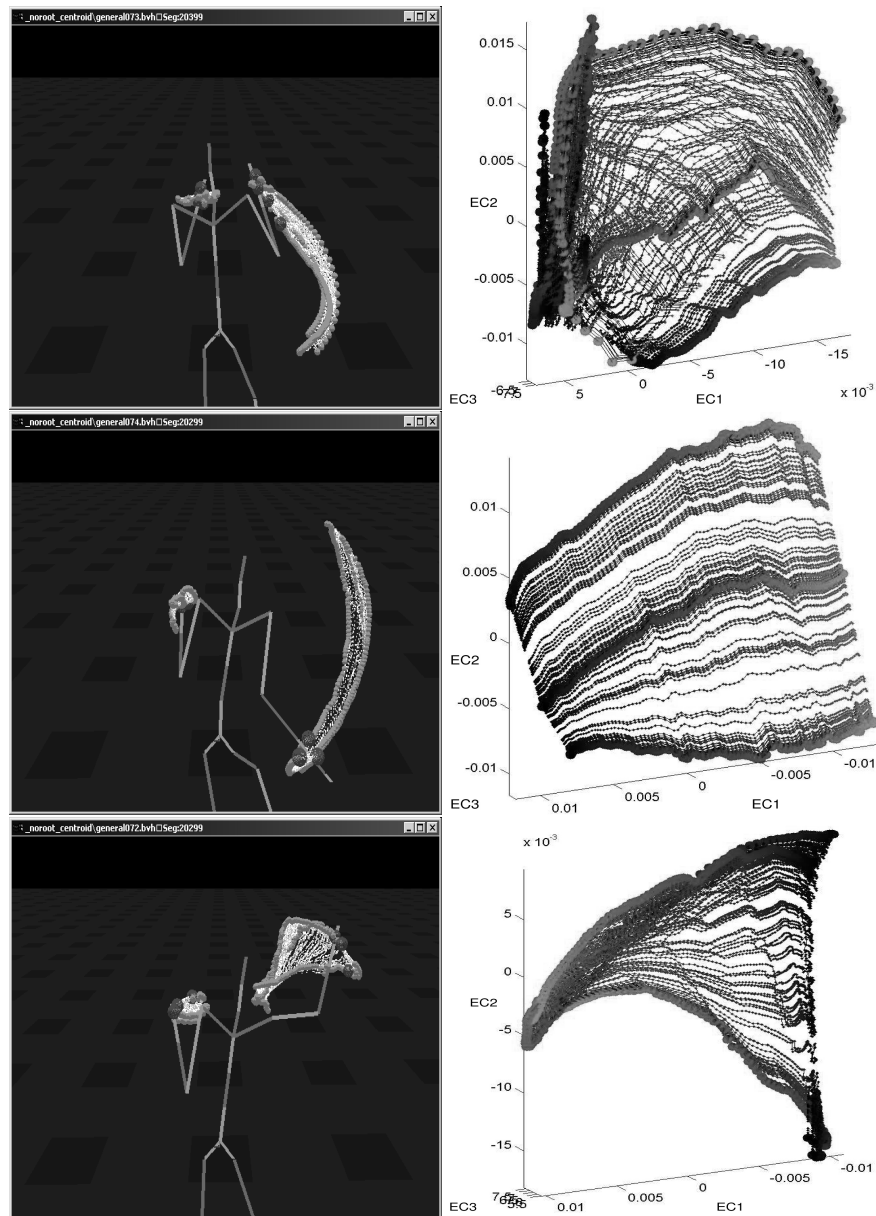 _noroot_centroid\general073.bvh□Seg:20399
0.015
0.01
0.005
EC2
0
-0.005
-0.01
5
0
-5
-10
-15
EC3
EC1
x 10-3
_noroot_centroid\general074.bvh□Seg:20299
0.01
0.005
0
EC2
-0.005
-0.01
0.01
0.005
0
-0.005
-0.01
EC3
EC1
_noroot_centroid\general072.bvh□Seg:20299
x 10-3
5
0
EC2
-5
-10
-15
0.01
0.005
0
-0.005
-0.01
EC3
EC1